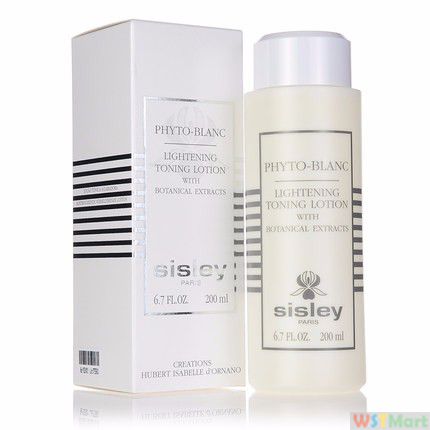 PHYTO-BLANC
LIGHTENING
TONING LOTION
WITH
BOTANICAL EXTRACTS
sisley
PARIS
6.7 FL.OZ. 200 ml
CREATIONS
HUBERT ISABELLE d'ORNANO
PHYTO-BLANC
LIGHTENING
TONING LOTION
WITH
BOTANICAL EXTRACTS
sisley
PARIS
6.7 FL.OZ. 200 ml
WSYMart